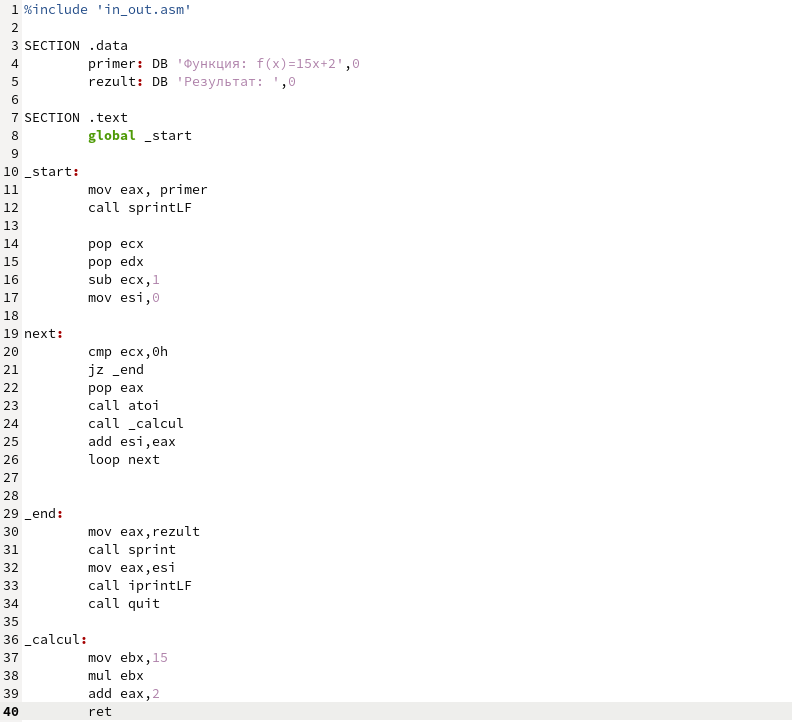 1 %include 'in_out.asm'
2
3 SECTION .data
4 primer: DB 'Функция: f(x)=15x+2',0
5 rezult: DB 'Результат: ',0
6
7 SECTION .text
8 global _start
9
10 _start:
11 mov eax, primer
12 call sprintLF
13
14 pop ecx
15 pop edx
16 sub ecx,1
17 mov esi,0
18
19 next:
20 cmp ecx,0h
21 jz _end
22 pop eax
23 call atoi
24 call _calcul
25 add esi,eax
26 loop next
27
28
29 _end:
30 mov eax,rezult
31 call sprint
32 mov eax,esi
33 call iprintLF
34 call quit
35
36 _calcul:
37 mov ebx,15
38 mul ebx
39 add eax,2
40 ret